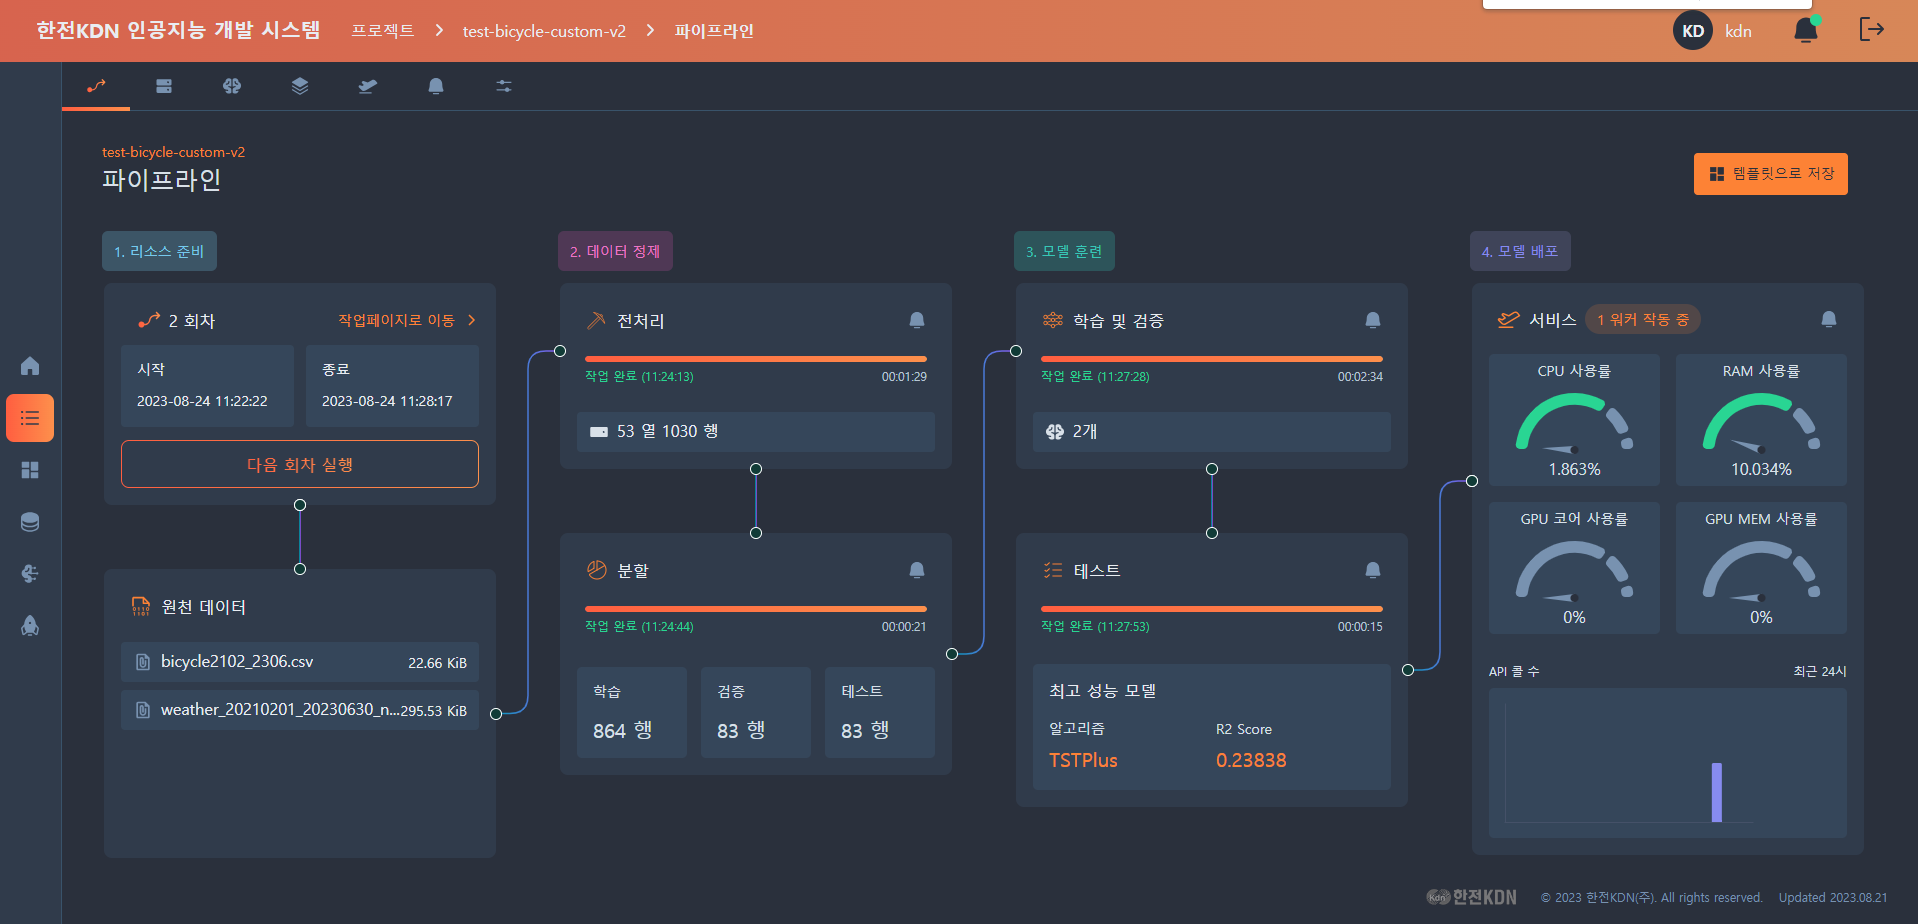 한전KDN 인공지능 개발 시스템
프로젝트
test-bicycle-custom-v2
파이프라인
KD
kdn
test-bicycle-custom-v2
파이프라인
템플릿으로 저장
1. 리소스 준비
2 회차
작업페이지로 이동
시작
2023-08-24 11:22:22
종료
2023-08-24 11:28:17
다음 회차 실행
원천 데이터
bicycle2102_2306.csv
22.66 KiB
weather_20210201_20230630_n...
295.53 KiB
2. 데이터 정제
전처리
작업 완료 (11:24:13)
00:01:29
53 열 1030 행
분할
작업 완료 (11:24:44)
00:00:21
학습
864 행
검증
83 행
테스트
83 행
3. 모델 훈련
학습 및 검증
작업 완료 (11:27:28)
00:02:34
2개
테스트
작업 완료 (11:27:53)
00:00:15
최고 성능 모델
알고리즘
R2 Score
TSTPlus
0.23838
4. 모델 배포
서비스
1 워커 작동 중
CPU 사용률
1.863%
RAM 사용률
10.034%
GPU 코어 사용률
0%
GPU MEM 사용률
0%
API 콜 수
최근 24시
Kdn 한전KDN
© 2023 한전KDN(주). All rights reserved.
Updated 2023.08.21